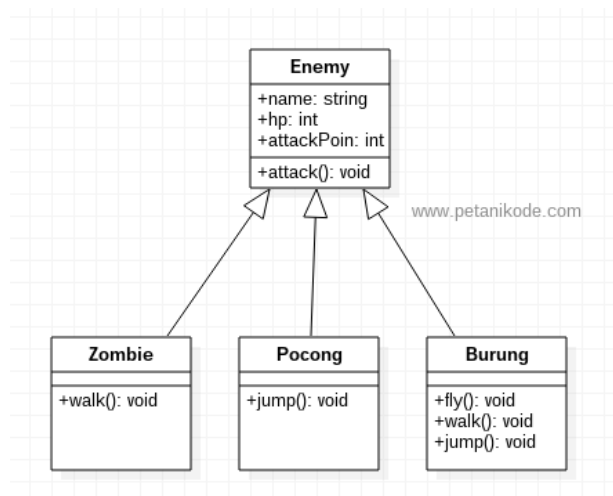 Enemy
+name: string
+hp: int
+attackPoin: int
+attack(): void
www.petanikode.com
Zombie
+walk(): void
Pocong
+jump(): void
Burung
+fly(): void
+walk(): void
+jump(): void